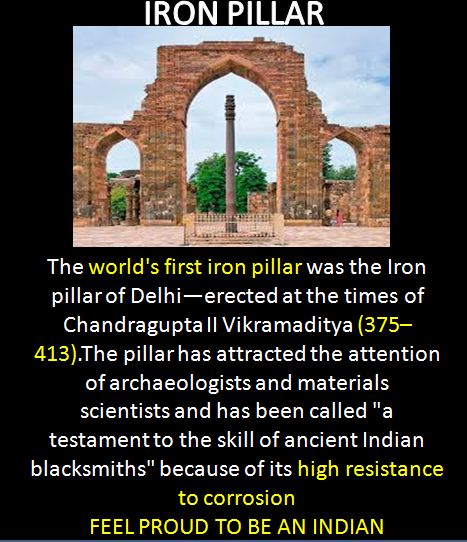 IRON PILLAR
The world's first iron pillar was the Iron
pillar of Delhi—erected at the times of
Chandragupta II Vikramaditya (375–
413).The pillar has attracted the attention
of archaeologists and materials
scientists and has been called "a
testament to the skill of ancient Indian
blacksmiths" because of its high resistance
to corrosion
FEEL PROUD TO BE AN INDIAN